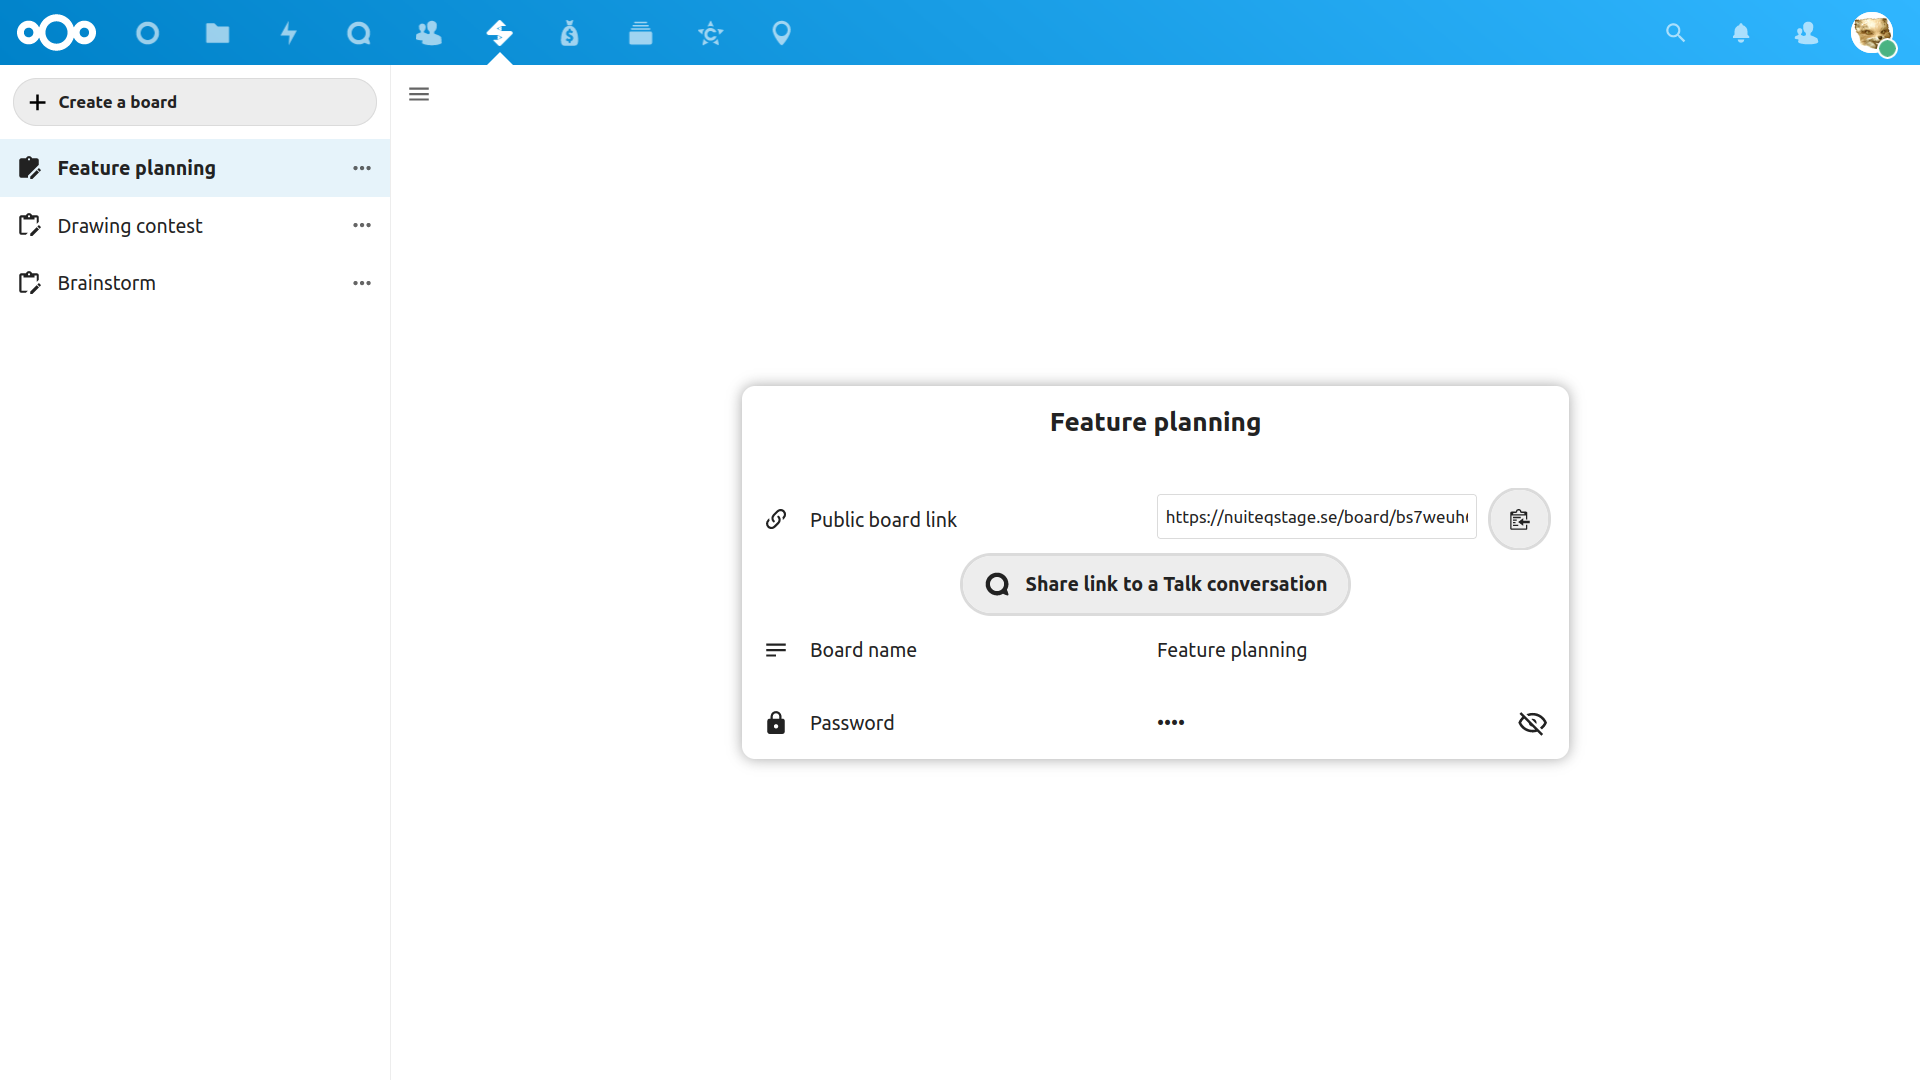 Create a board
Feature planning
Drawing contest
Brainstorm
Feature planning
Public board link
https://nuiteqstage.se/board/bs7weuh
Share link to a Talk conversation
Board name
Feature planning
Password
••••